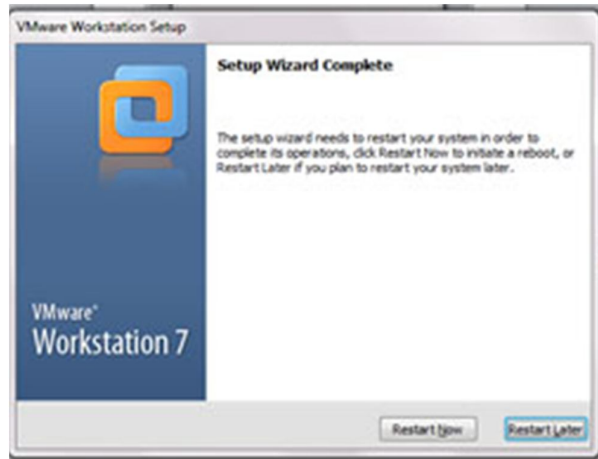 VMware Workstation Setup
Setup Wizard Complete
The setup wizard needs to restart your system in order to
complete its operations, click Restart Now to initiate a reboot, or
Restart Later if you plan to restart your system later.
VMware®
Workstation 7
Restart Now
Restart Later